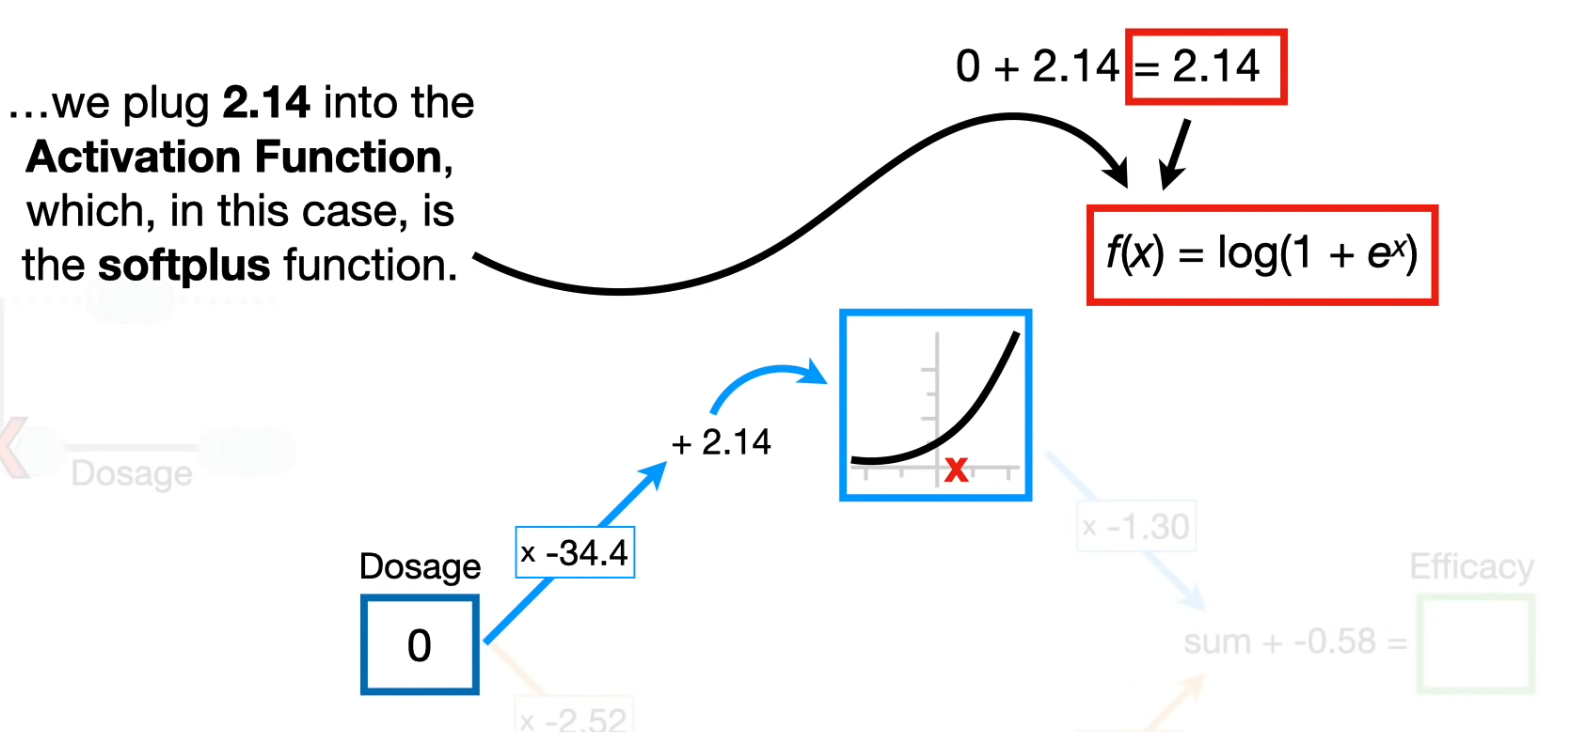 0 + 2.14 = 2.14
…we plug 2.14 into the
Activation Function,
which, in this case, is
the softplus function.
f(x) = log(1 + eˣ)
+ 2.14
x
Dosage
x -34.4
x -1.30
Dosage
Efficacy
0
sum + -0.58 =
x -2.52